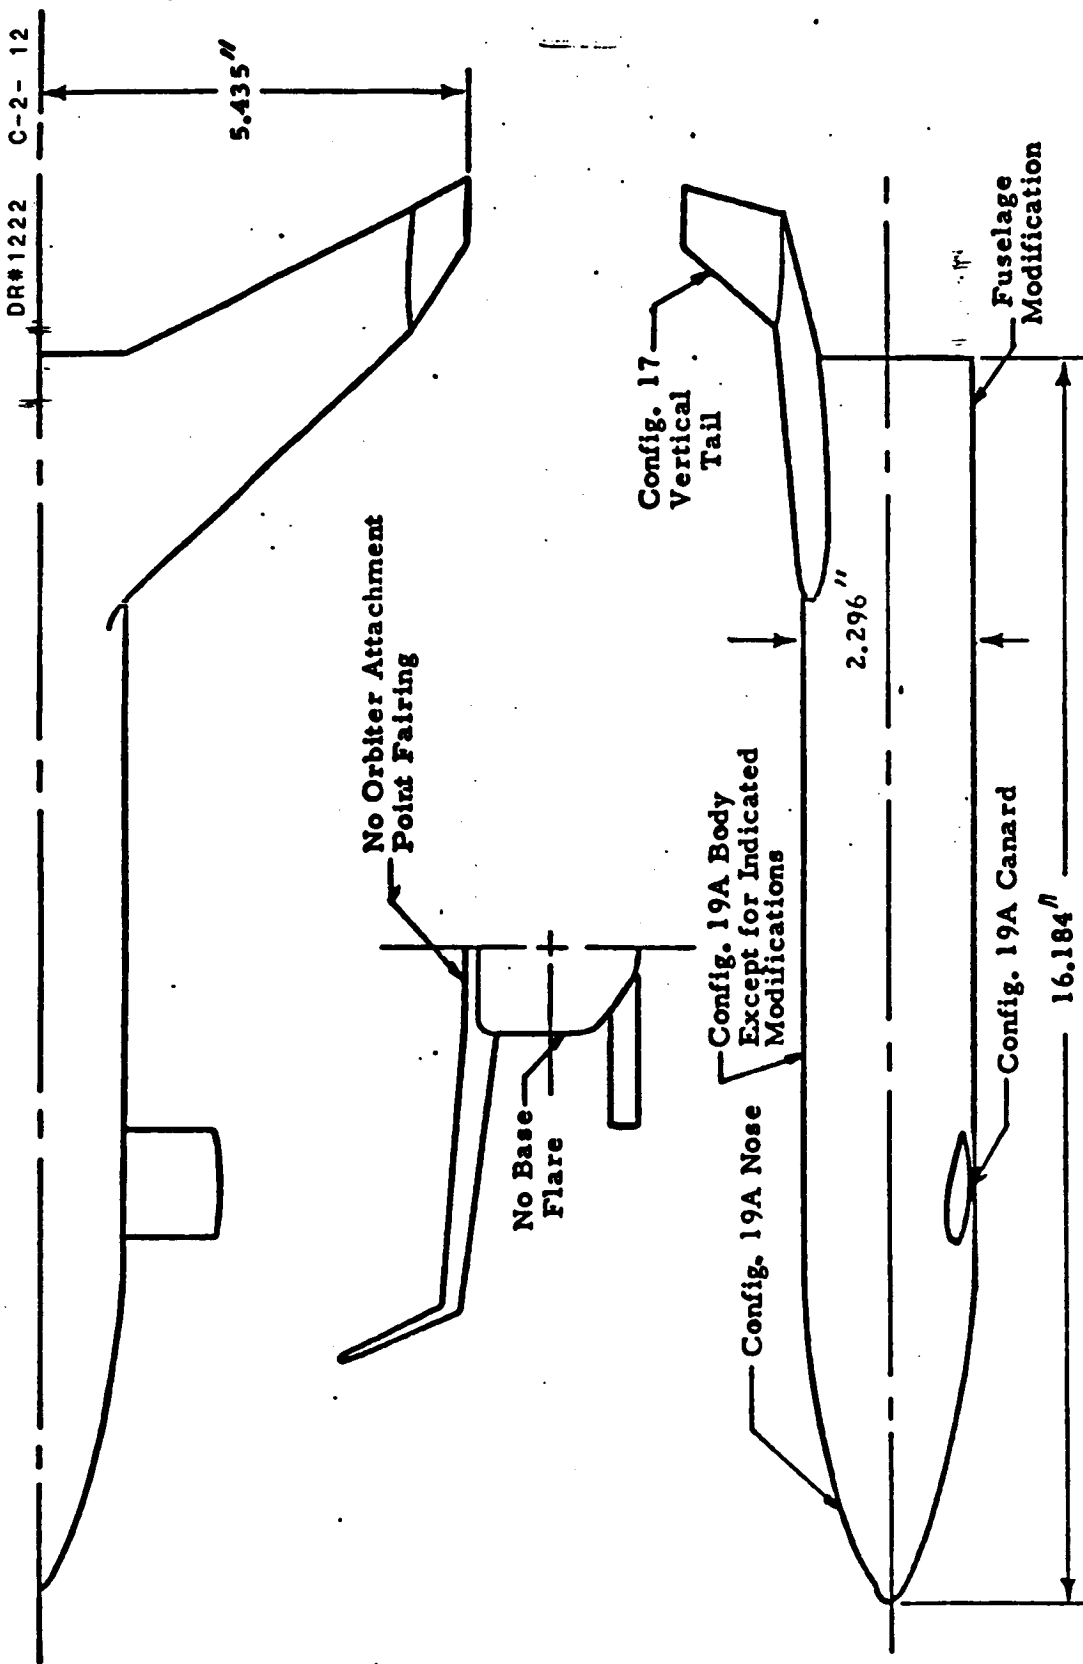 DR#1222 C-2- 12
5.435"
No Orbiter Attachment
Point Fairing
No Base
Flare
Config. 17
Vertical
Tail
Fuselage
Modification
2.296"
Config. 19A Body
Except for Indicated
Modifications
Config. 19A Nose
Config. 19A Canard
16.184"